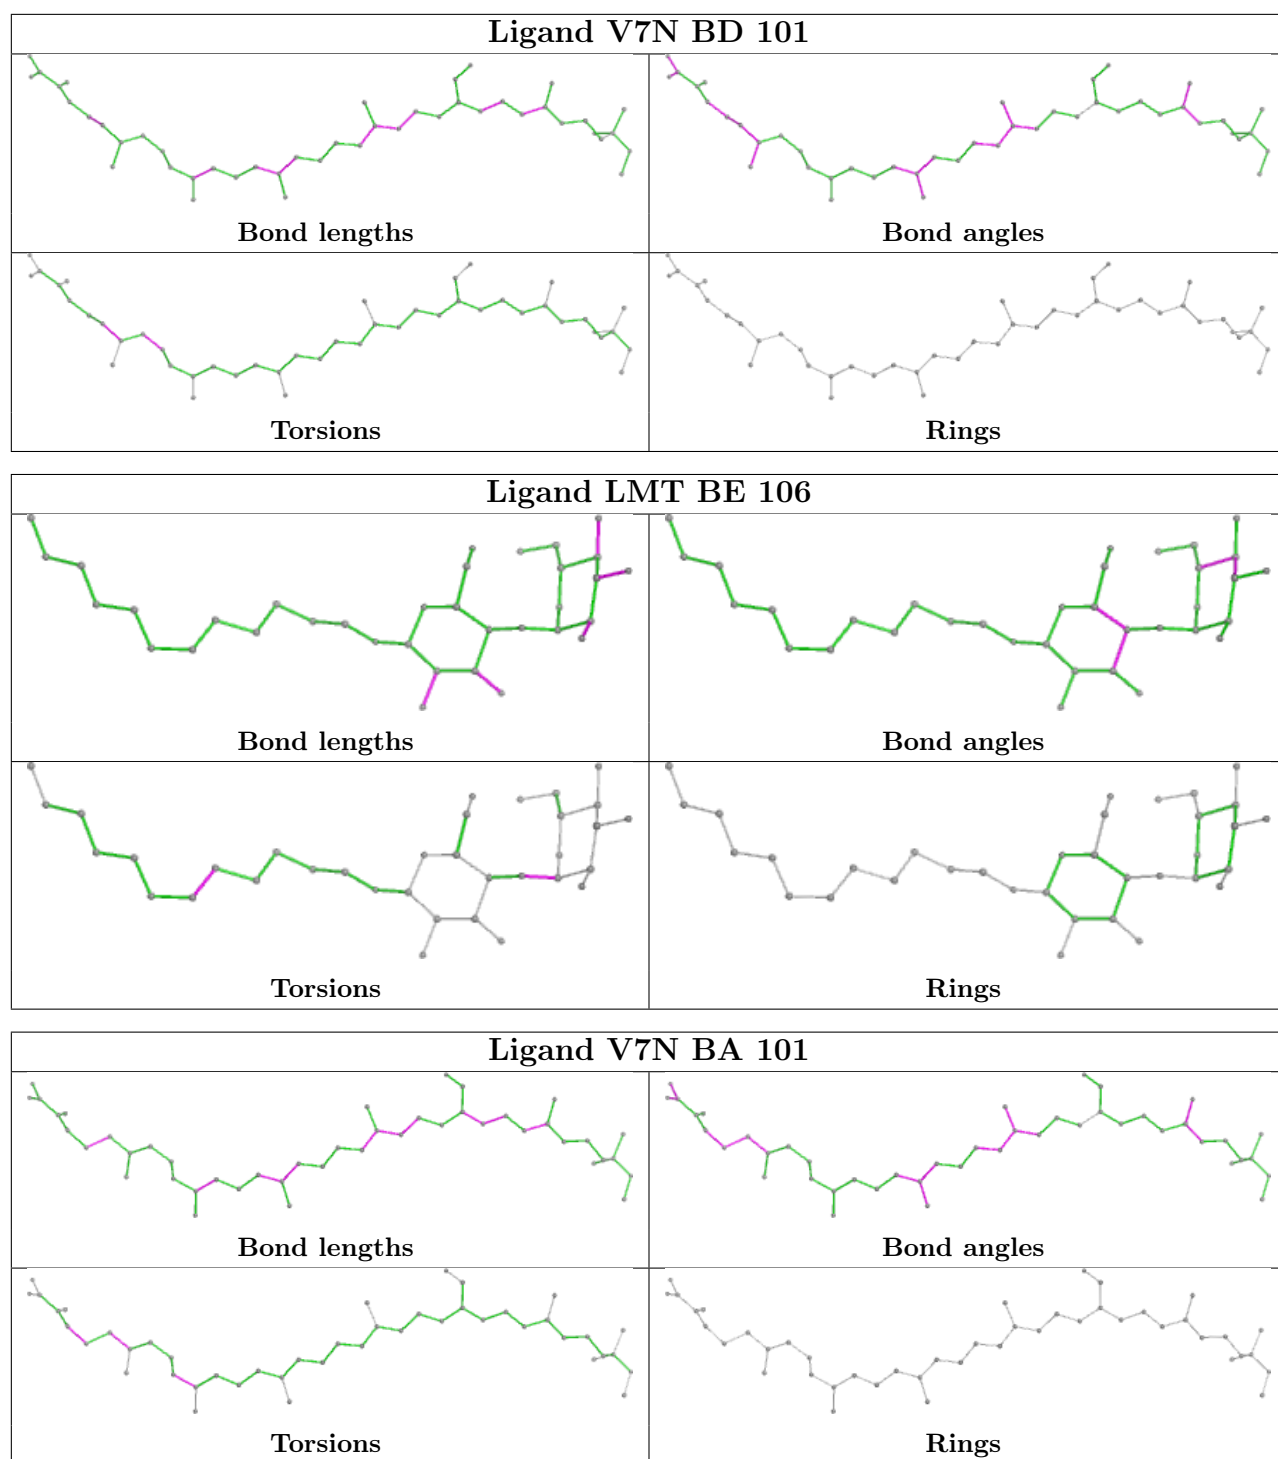 Ligand V7N BD 101
Bond lengths
Bond angles
Torsions
Rings
Ligand LMT BE 106
Bond lengths
Bond angles
Torsions
Rings
Ligand V7N BA 101
Bond lengths
Bond angles
Torsions
Rings